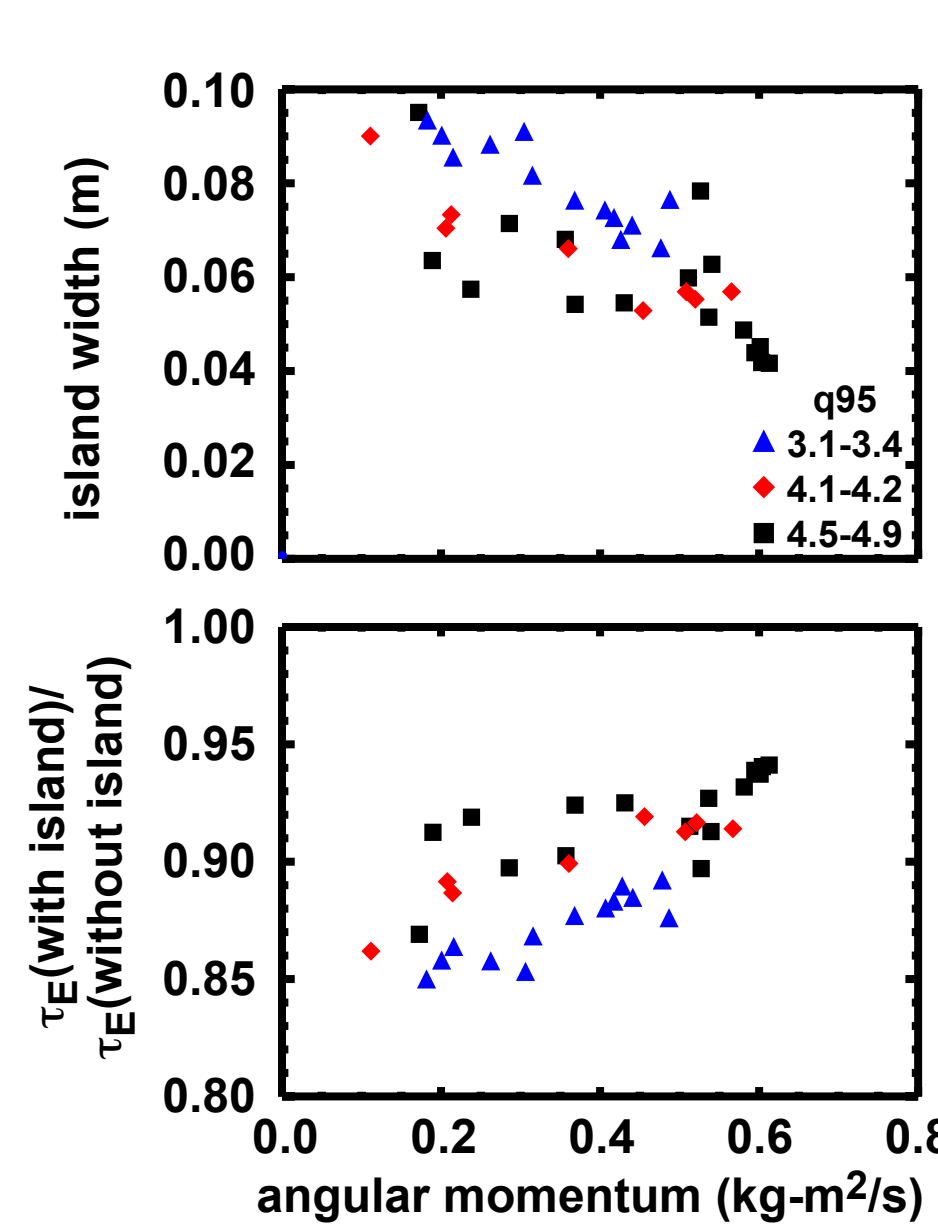 0.10
0.08
0.06
0.04
0.02
0.00
island width (m)
q95
3.1-3.4
4.1-4.2
4.5-4.9
1.00
0.95
0.90
0.85
0.80
τE(with island)/
τE(without island)
0.0 0.2 0.4 0.6 0.8
angular momentum (kg-m2/s)